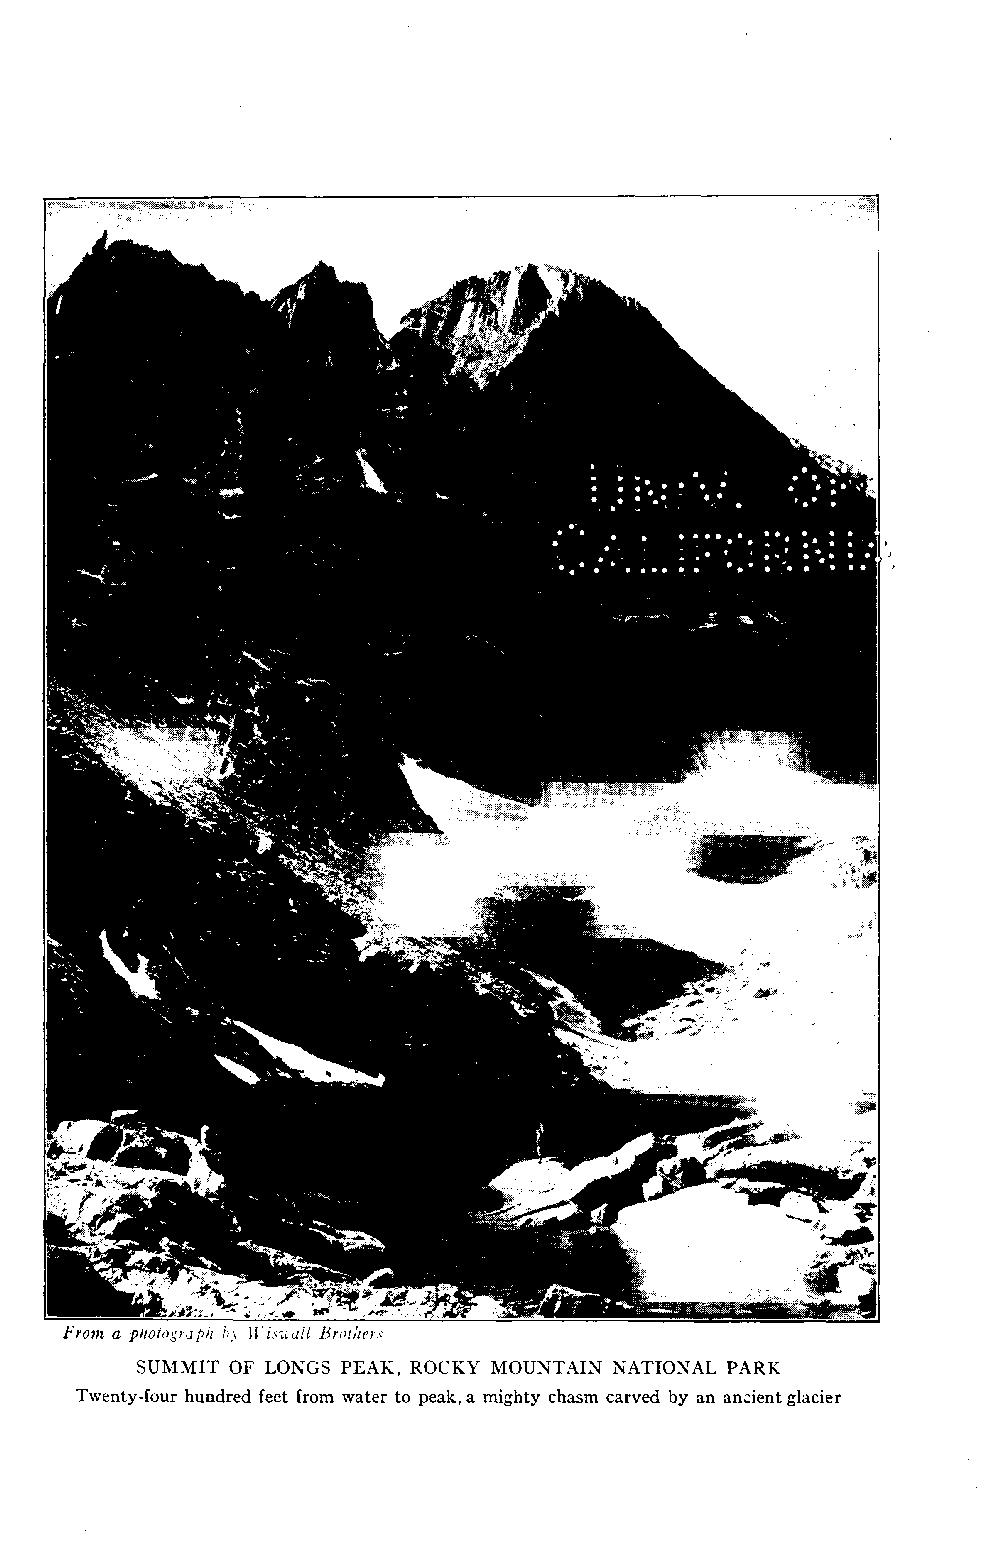 UNIV. OF
CALIFORNIA
From a photograph by Wiswall Brothers
SUMMIT OF LONGS PEAK, ROCKY MOUNTAIN NATIONAL PARK
Twenty-four hundred feet from water to peak, a mighty chasm carved by an ancient glacier